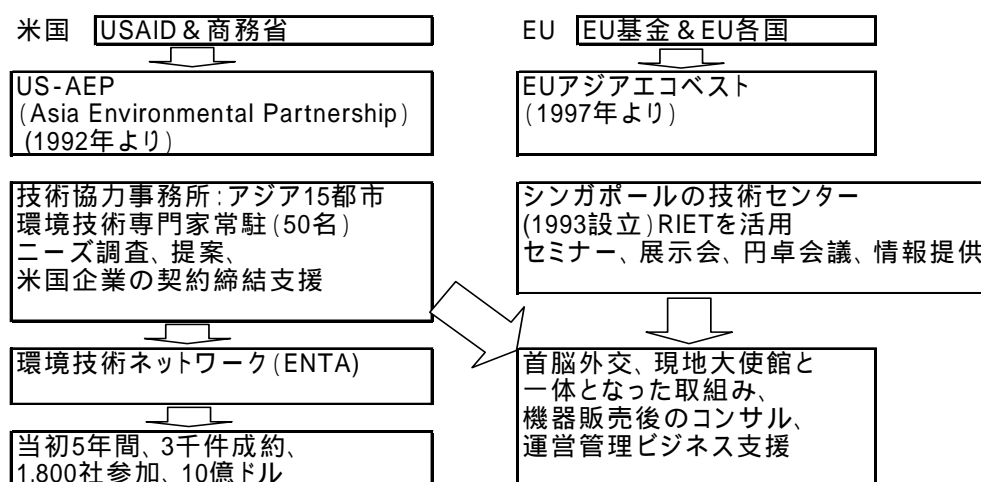 米国 USAID&商務省
US-AEP
(Asia Environmental Partnership)
(1992年より)
技術協力事務所:アジア15都市
環境技術専門家常駐(50名)
ニーズ調査、提案、
米国企業の契約締結支援
環境技術ネットワーク(ENTA)
当初5年間、3千件成約、
1,800社参加、10億ドル
EU EU基金&EU各国
EUアジアエコベスト
(1997年より)
シンガポールの技術センター
(1993設立)RIETを活用
セミナー、展示会、円卓会議、情報提供
首脳外交、現地大使館と
一体となった取組み、
機器販売後のコンサル、
運営管理ビジネス支援